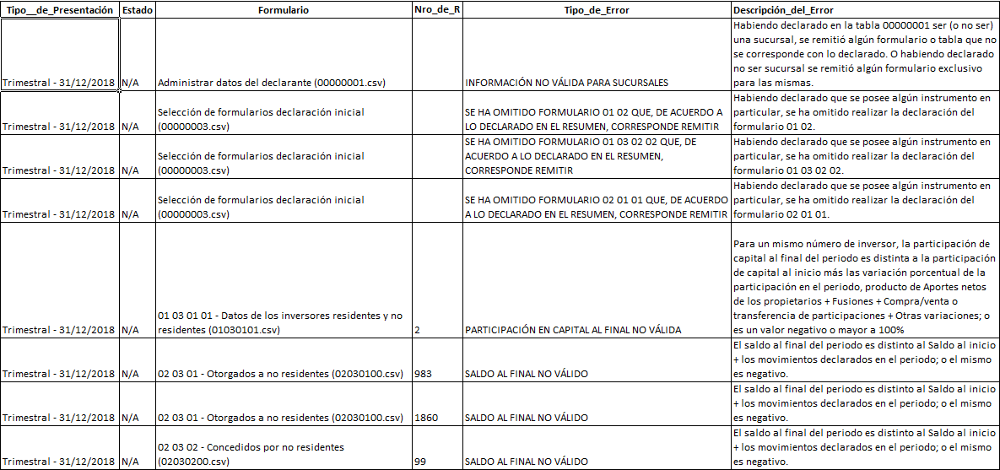 Tipo__de_Presentación Estado Formulario Nro_de_R Tipo_de_Error Descripción_del_Error
Trimestral - 31/12/2018 N/A Administrar datos del declarante (00000001.csv) INFORMACIÓN NO VÁLIDA PARA SUCURSALES
Habiendo declarado en la tabla 00000001 ser (o no ser)
una sucursal, se remitió algún formulario o tabla que no
se corresponde con lo declarado. O habiendo declarado
no ser sucursal se remitió algún formulario exclusivo
para las mismas.
Trimestral - 31/12/2018 N/A
Selección de formularios declaración inicial
(00000003.csv)
SE HA OMITIDO FORMULARIO 01 02 QUE, DE ACUERDO A
LO DECLARADO EN EL RESUMEN, CORRESPONDE REMITIR
Habiendo declarado que se posee algún instrumento en
particular, se ha omitido realizar la declaración del
formulario 01 02.
Trimestral - 31/12/2018 N/A
Selección de formularios declaración inicial
(00000003.csv)
SE HA OMITIDO FORMULARIO 01 03 02 02 QUE, DE
ACUERDO A LO DECLARADO EN EL RESUMEN,
CORRESPONDE REMITIR
Habiendo declarado que se posee algún instrumento en
particular, se ha omitido realizar la declaración del
formulario 01 03 02 02.
Trimestral - 31/12/2018 N/A
Selección de formularios declaración inicial
(00000003.csv)
SE HA OMITIDO FORMULARIO 02 01 01 QUE, DE ACUERDO
A LO DECLARADO EN EL RESUMEN, CORRESPONDE REMITIR
Habiendo declarado que se posee algún instrumento en
particular, se ha omitido realizar la declaración del
formulario 02 01 01.
Trimestral - 31/12/2018 N/A
01 03 01 01 - Datos de los inversores residentes y no
residentes (01030101.csv)
2
PARTICIPACIÓN EN CAPITAL AL FINAL NO VÁLIDA
Para un mismo número de inversor, la participación de
capital al final del periodo es distinta a la participación
de capital al inicio más las variación porcentual de la
participación en el periodo, producto de Aportes netos
de los propietarios + Fusiones + Compra/venta o
transferencia de participaciones + Otras variaciones; o
es un valor negativo o mayor a 100%
Trimestral - 31/12/2018 N/A 02 03 01 - Otorgados a no residentes (02030100.csv) 983 SALDO AL FINAL NO VÁLIDO
El saldo al final del periodo es distinto al Saldo al inicio
+ los movimientos declarados en el periodo; o el mismo
es negativo.
Trimestral - 31/12/2018 N/A 02 03 01 - Otorgados a no residentes (02030100.csv) 1860 SALDO AL FINAL NO VÁLIDO
El saldo al final del periodo es distinto al Saldo al inicio
+ los movimientos declarados en el periodo; o el mismo
es negativo.
Trimestral - 31/12/2018 N/A
02 03 02 - Concedidos por no residentes
(02030200.csv)
99
SALDO AL FINAL NO VÁLIDO
El saldo al final del periodo es distinto al Saldo al inicio
+ los movimientos declarados en el periodo; o el mismo
es negativo.